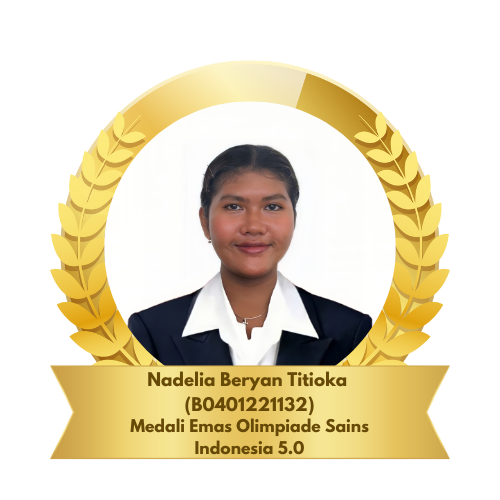 Nadelia Beryan Titioka
(B0401221132)
Medali Emas Olimpiade Sains
Indonesia 5.0